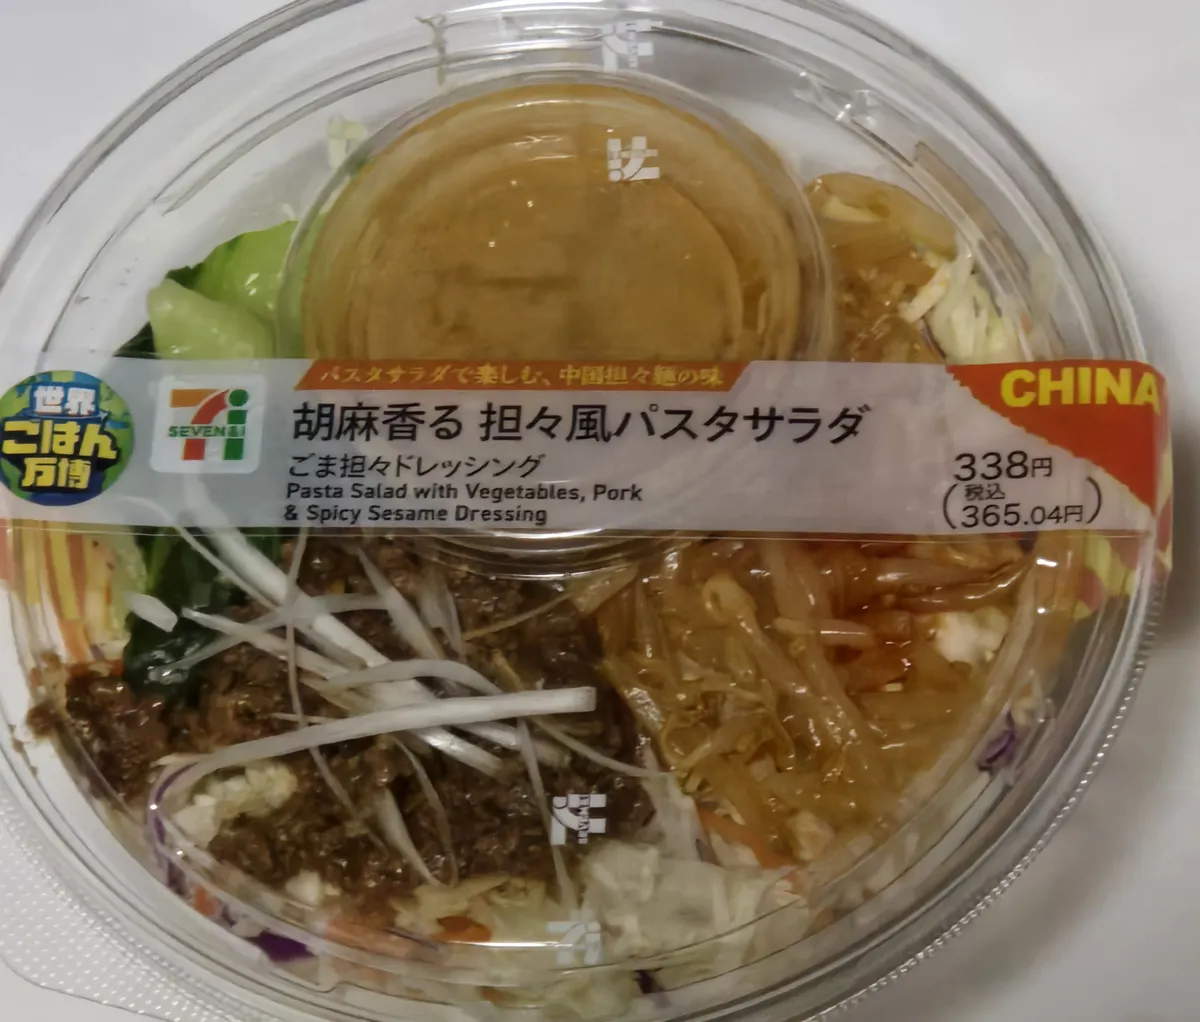 世界
ごはん
万博
SEVEN&i
パスタサラダで楽しむ、中国担々麺の味
胡麻香る 担々風パスタサラダ
ごま担々ドレッシング
Pasta Salad with Vegetables, Pork
& Spicy Sesame Dressing
CHINA
338円
(税込
365.04円)